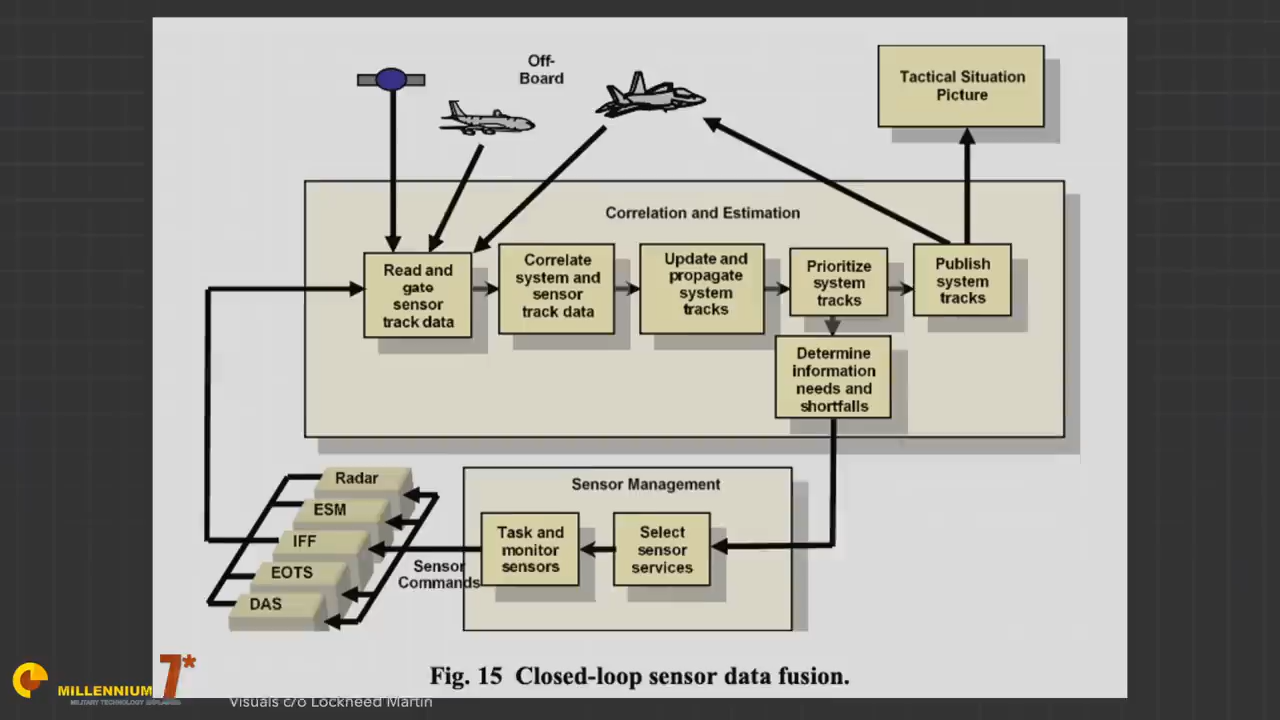 Off-
Board
Tactical Situation
Picture
Correlation and Estimation
Read and
gate
sensor
track data
Correlate
system and
sensor
track data
Update and
propagate
system
tracks
Prioritize
system
tracks
Publish
system
tracks
Determine
information
needs and
shortfalls
Radar
ESM
IFF
EOTS
DAS
Sensor
Commands
Sensor Management
Task and
monitor
sensors
Select
sensor
services
Fig. 15 Closed-loop sensor data fusion.
MILLENNIUM 7*
MILITARY TECHNOLOGY EXPLAINED
Visuals c/o Lockheed Martin